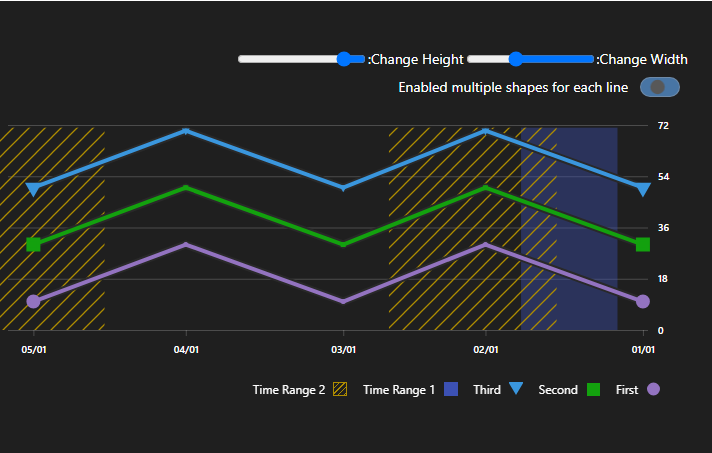 :Change Height :Change Width
Enabled multiple shapes for each line
72
54
36
18
0
05/01 04/01 03/01 02/01 01/01
Time Range 2 Time Range 1 Third Second First